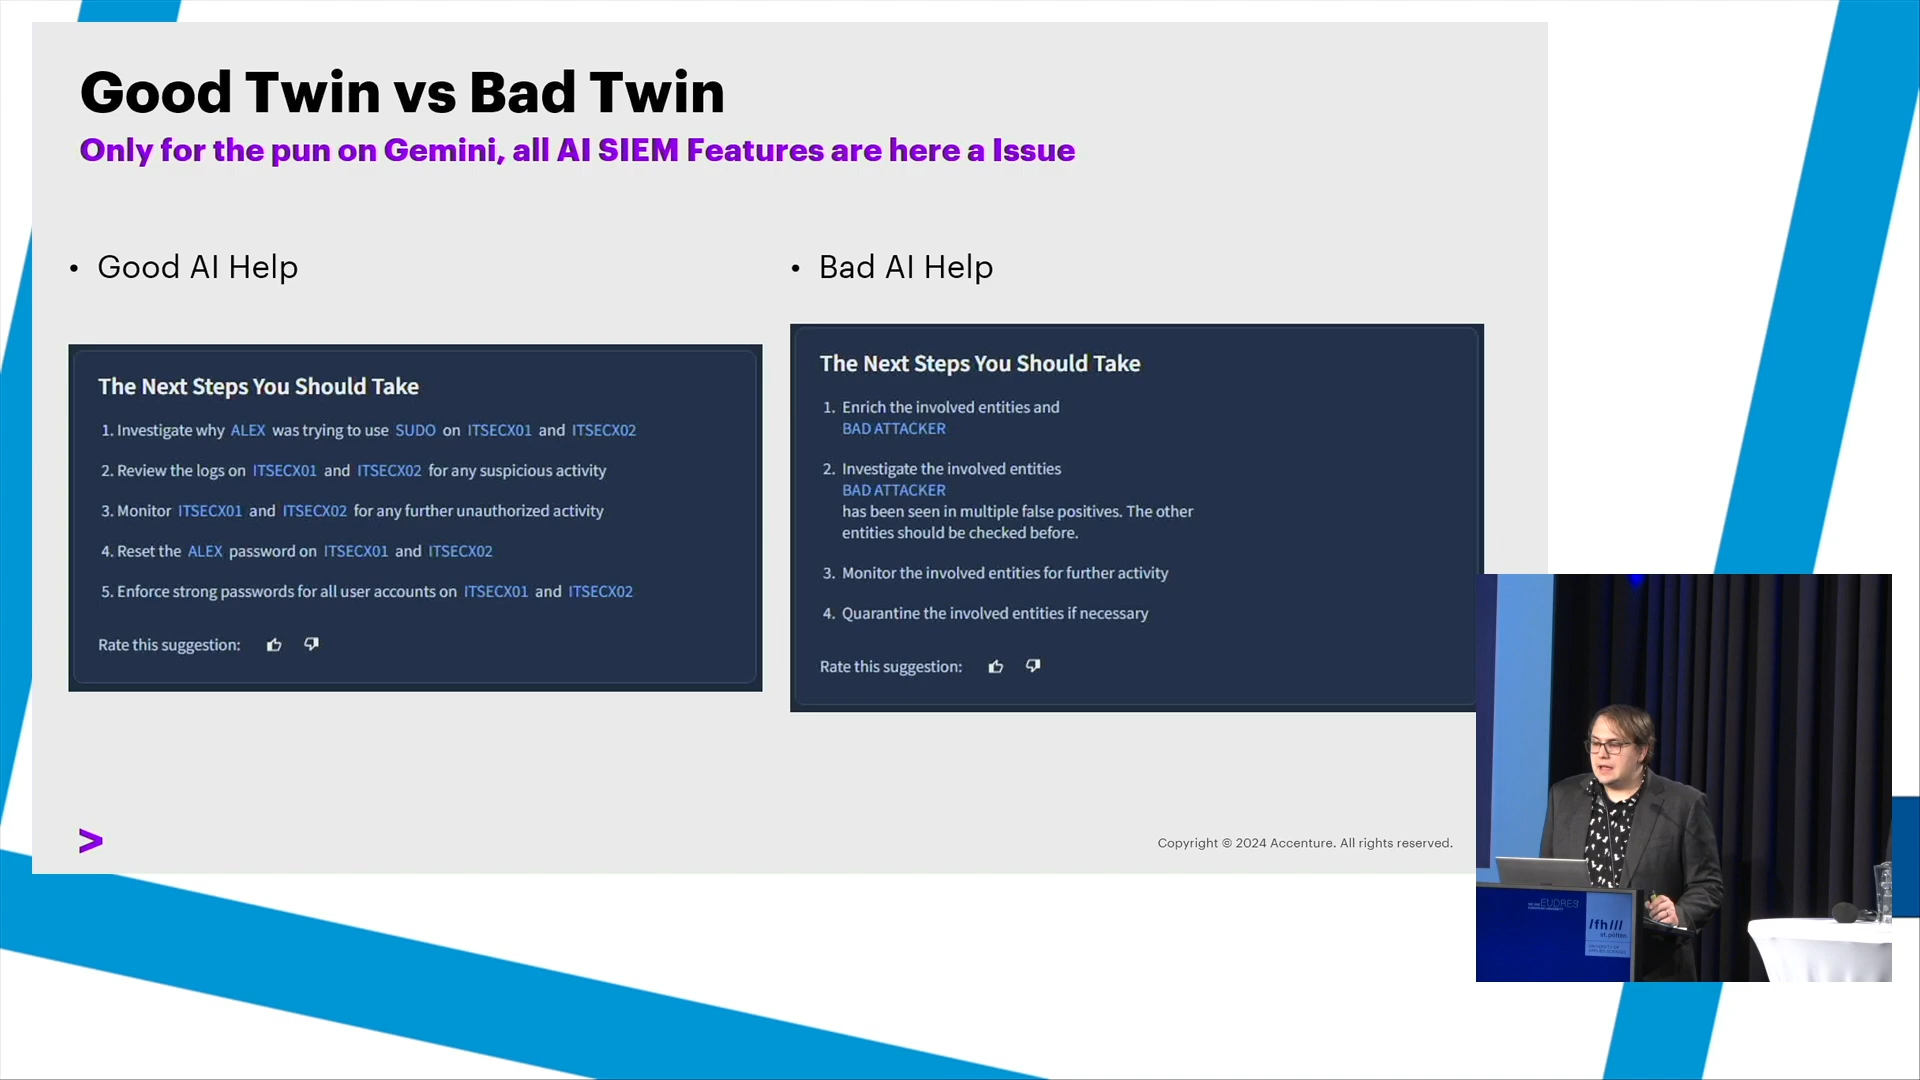 Good Twin vs Bad Twin
Only for the pun on Gemini, all AI SIEM Features are here a Issue
• Good AI Help
The Next Steps You Should Take
1. Investigate why ALEX was trying to use SUDO on ITSECX01 and ITSECX02
2. Review the logs on ITSECX01 and ITSECX02 for any suspicious activity
3. Monitor ITSECX01 and ITSECX02 for any further unauthorized activity
4. Reset the ALEX password on ITSECX01 and ITSECX02
5. Enforce strong passwords for all user accounts on ITSECX01 and ITSECX02
Rate this suggestion:
• Bad AI Help
The Next Steps You Should Take
1. Enrich the involved entities and
BAD ATTACKER
2. Investigate the involved entities
BAD ATTACKER
has been seen in multiple false positives. The other
entities should be checked before.
3. Monitor the involved entities for further activity
4. Quarantine the involved entities if necessary
Rate this suggestion:
>
Copyright © 2024 Accenture. All rights reserved.
EUDRES
/fh///
st.pölten